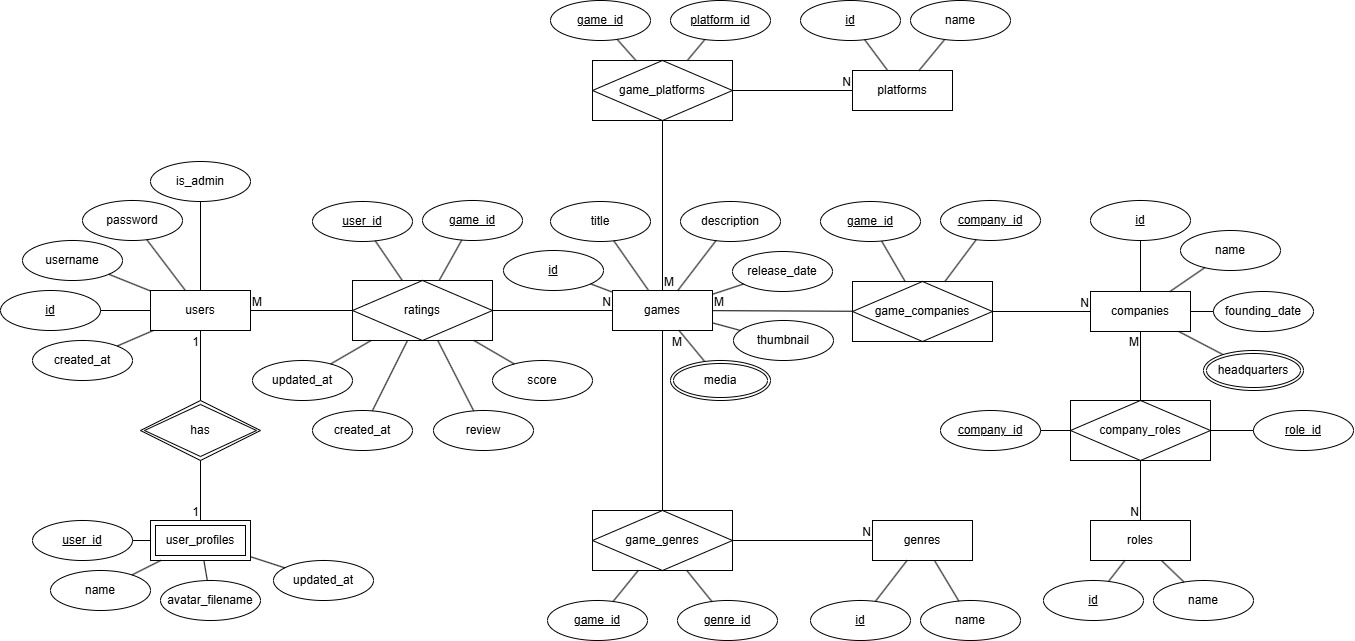 game_id
platform_id
id
name
game_platforms
N
platforms
is_admin
password
username
id
created_at
users
M
1
user_id
game_id
ratings
N
updated_at
created_at
review
score
title
description
id
release_date
M
games
M
thumbnail
M
media
game_id
company_id
game_companies
N
id
name
companies
founding_date
M
headquarters
has
1
company_id
company_roles
role_id
N
user_id
user_profiles
name
avatar_filename
updated_at
game_genres
N
genres
game_id
genre_id
id
name
roles
id
name